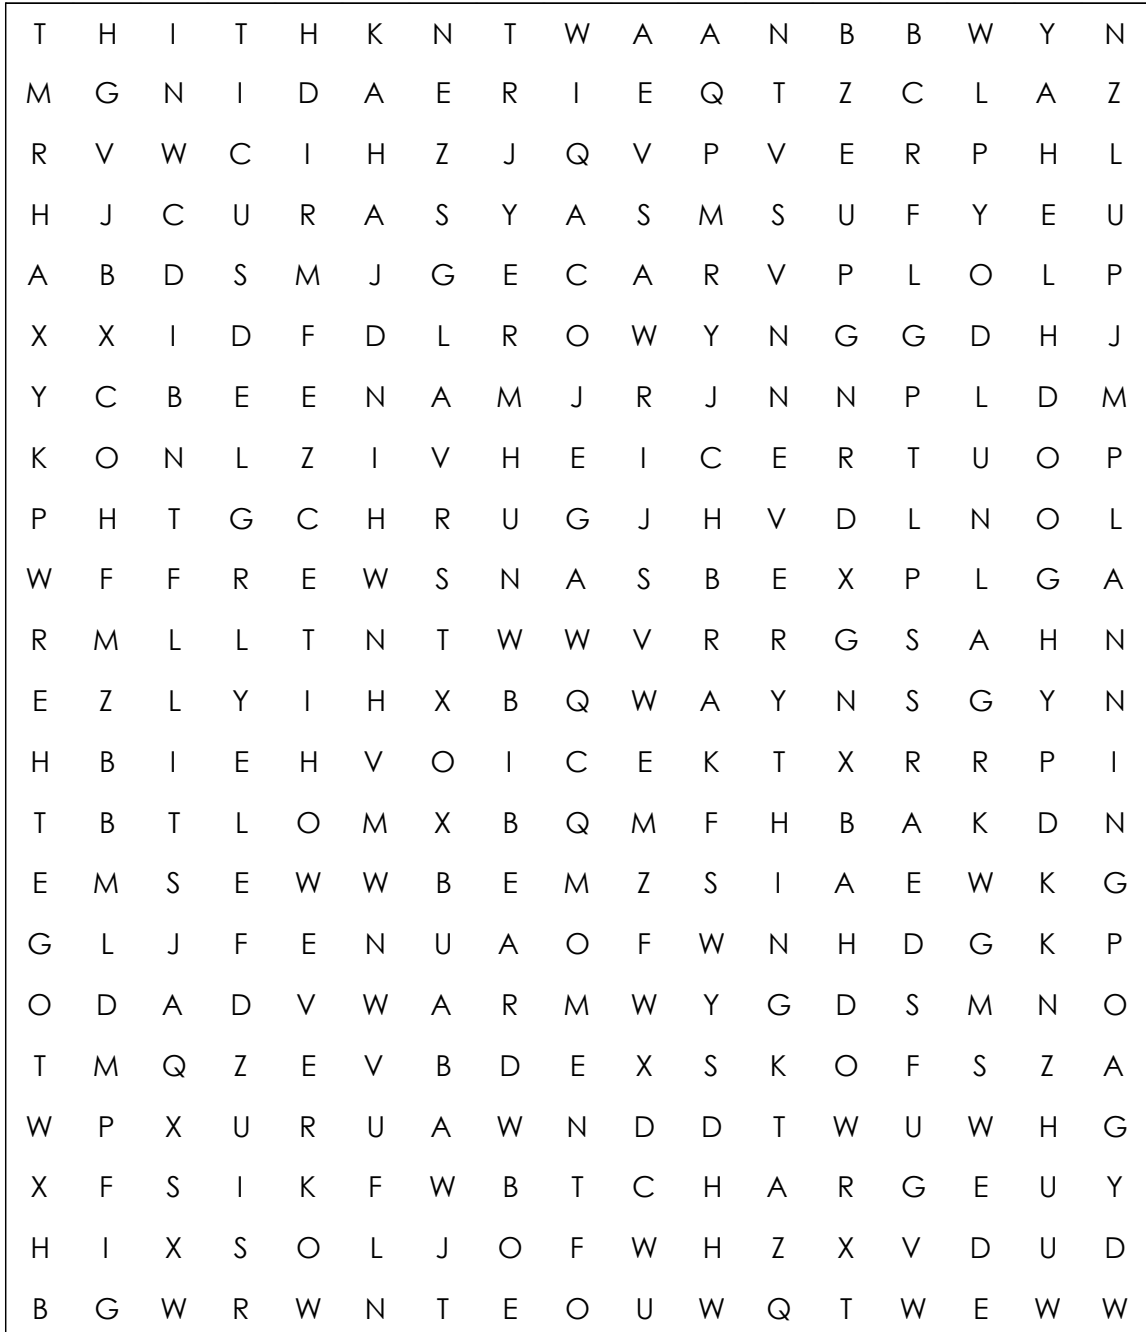 T H I T H K N T W A A N B B W Y N
M G N I D A E R I E Q T Z C L A Z
R V W C I H Z J Q V P V E R P H L
H J C U R A S Y A S M S U F Y E U
A B D S M J G E C A R V P L O L P
X X I D F D L R O W Y N G G D H J
Y C B E E N A M J R J N N P L D M
K O N L Z I V H E I C E R T U O P
P H T G C H R U G J H V D L N O L
W F F R E W S N A S B E X P L G A
R M L L T N T W W V R R G S A H N
E Z L Y I H X B Q W A Y N S G Y N
H B I E H V O I C E K T X R R P I
T B T L O M X B Q M F H B A K D N
E M S E W W B E M Z S I A E W K G
G L J F E N U A O F W N H D G K P
O D A D V W A R M W Y G D S M N O
T M Q Z E V B D E X S K O F S Z A
W P X U R U A W N D D T W U W H G
X F S I K F W B T C H A R G E U Y
H I X S O L J O F W H Z X V D U D
B G W R W N T E O U W Q T W E W W